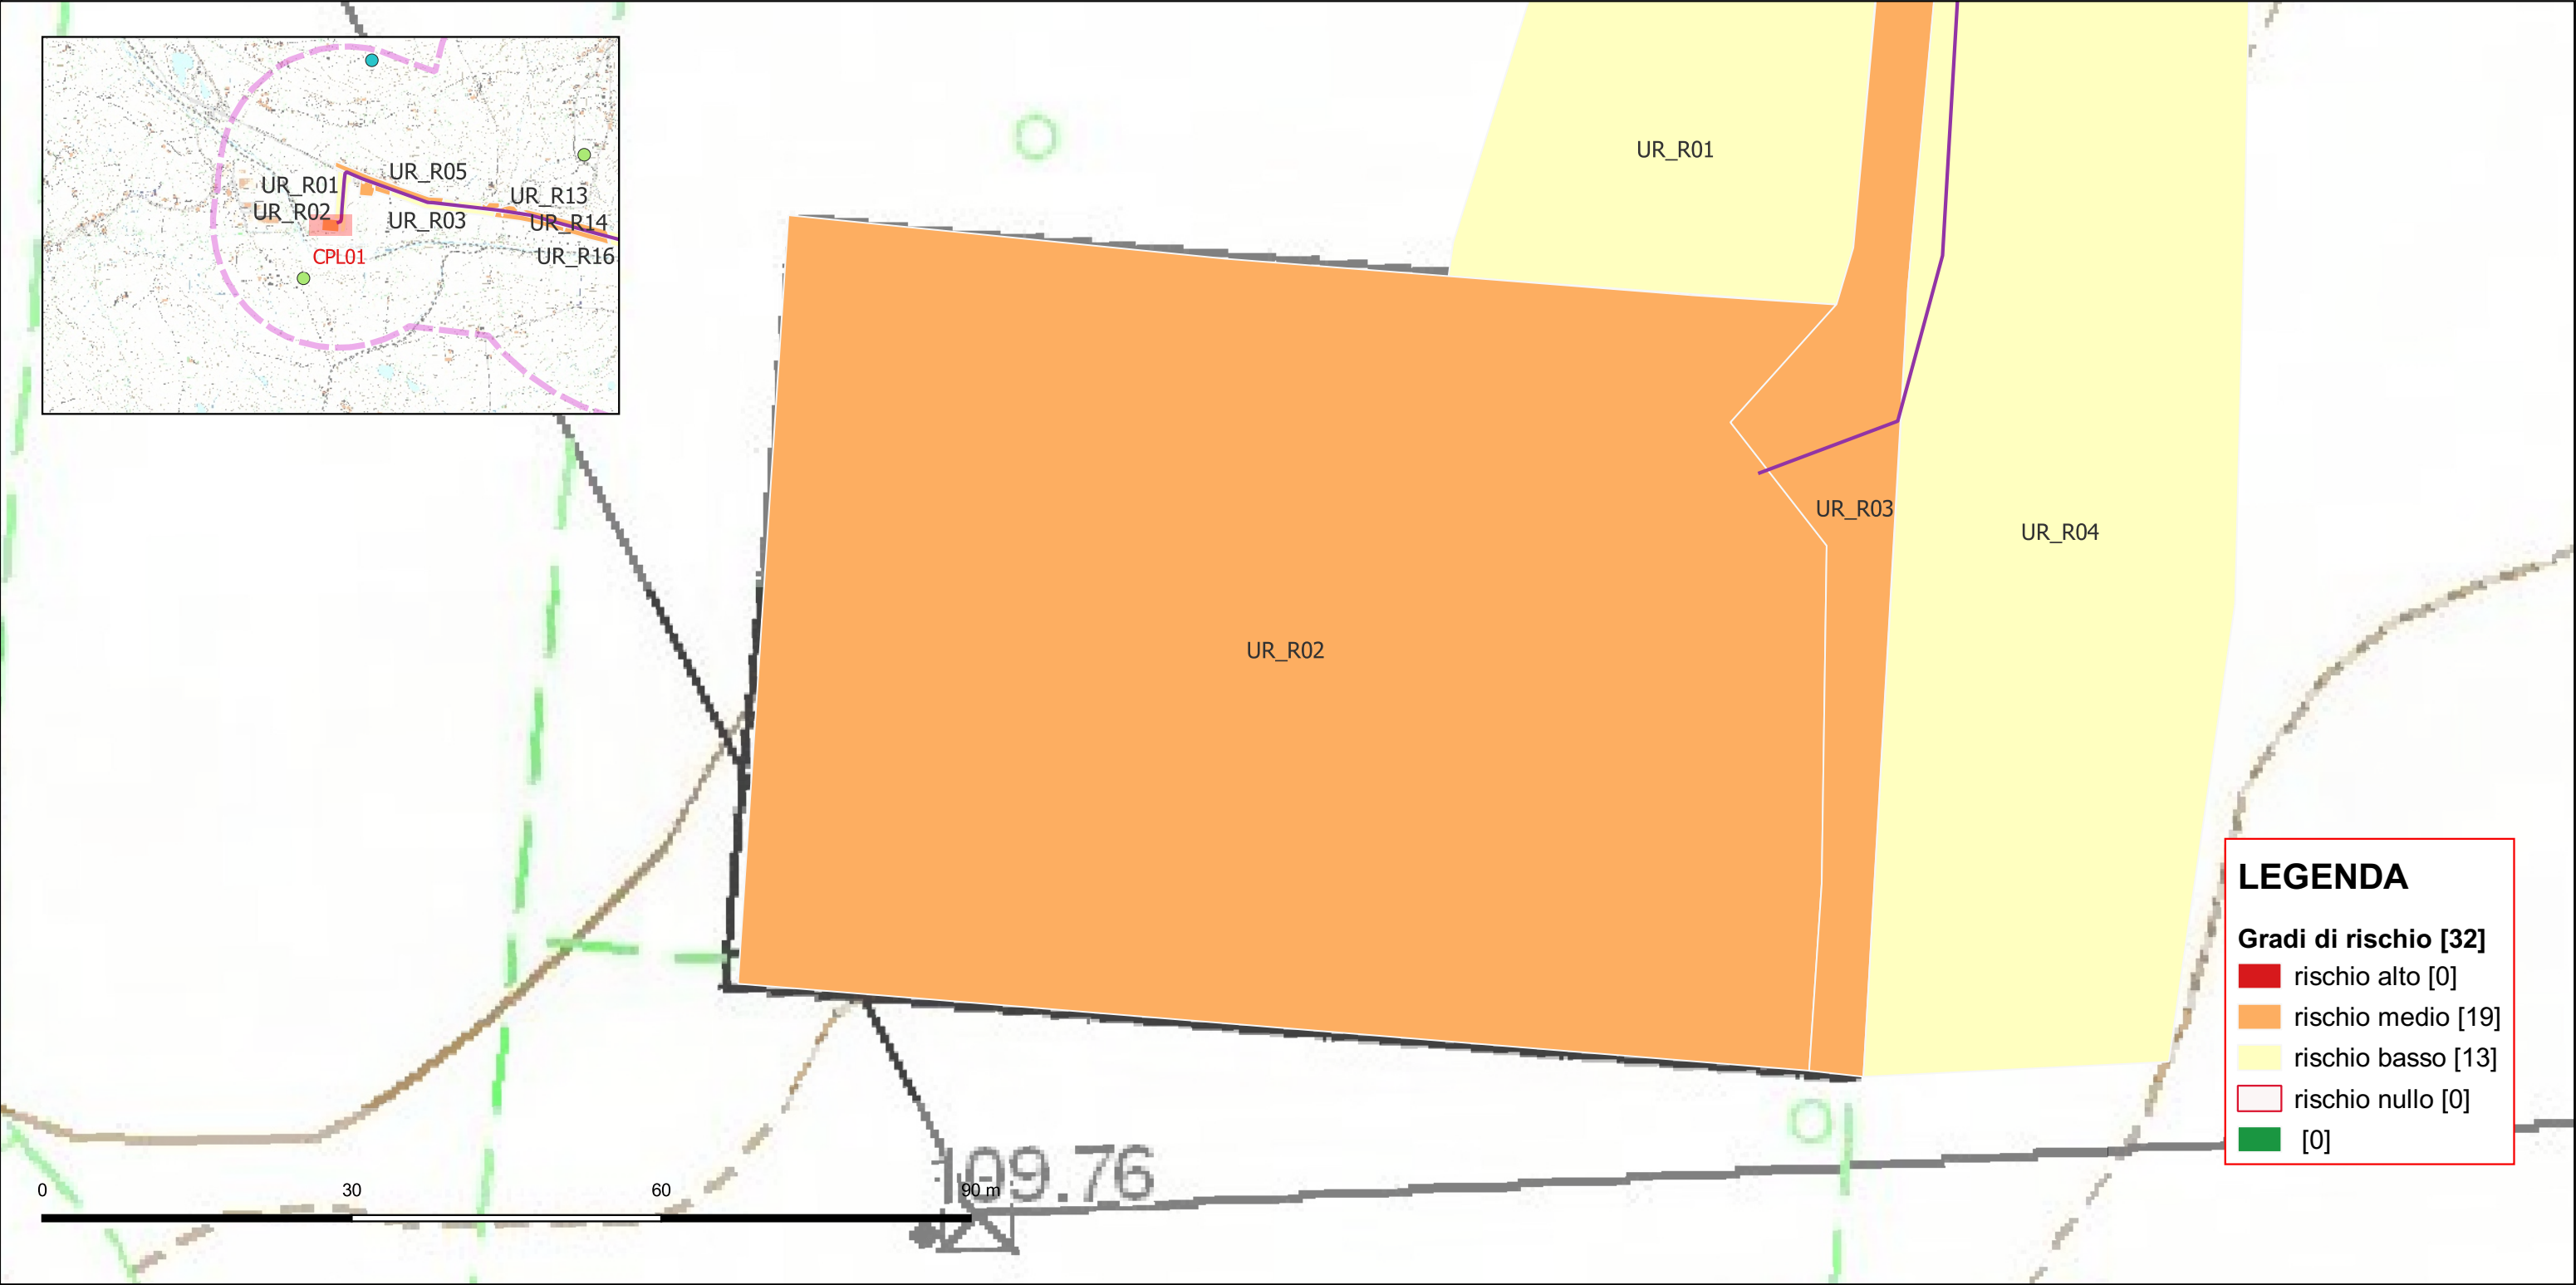 UR_R05
UR_R01
UR_R13
UR_R02
UR_R03
UR_R14
UR_R16
CPL01
UR_R01
UR_R03
UR_R04
UR_R02
LEGENDA
Gradi di rischio [32]
rischio alto [0]
rischio medio [19]
rischio basso [13]
rischio nullo [0]
[0]
109.76
0 30 60 90 m